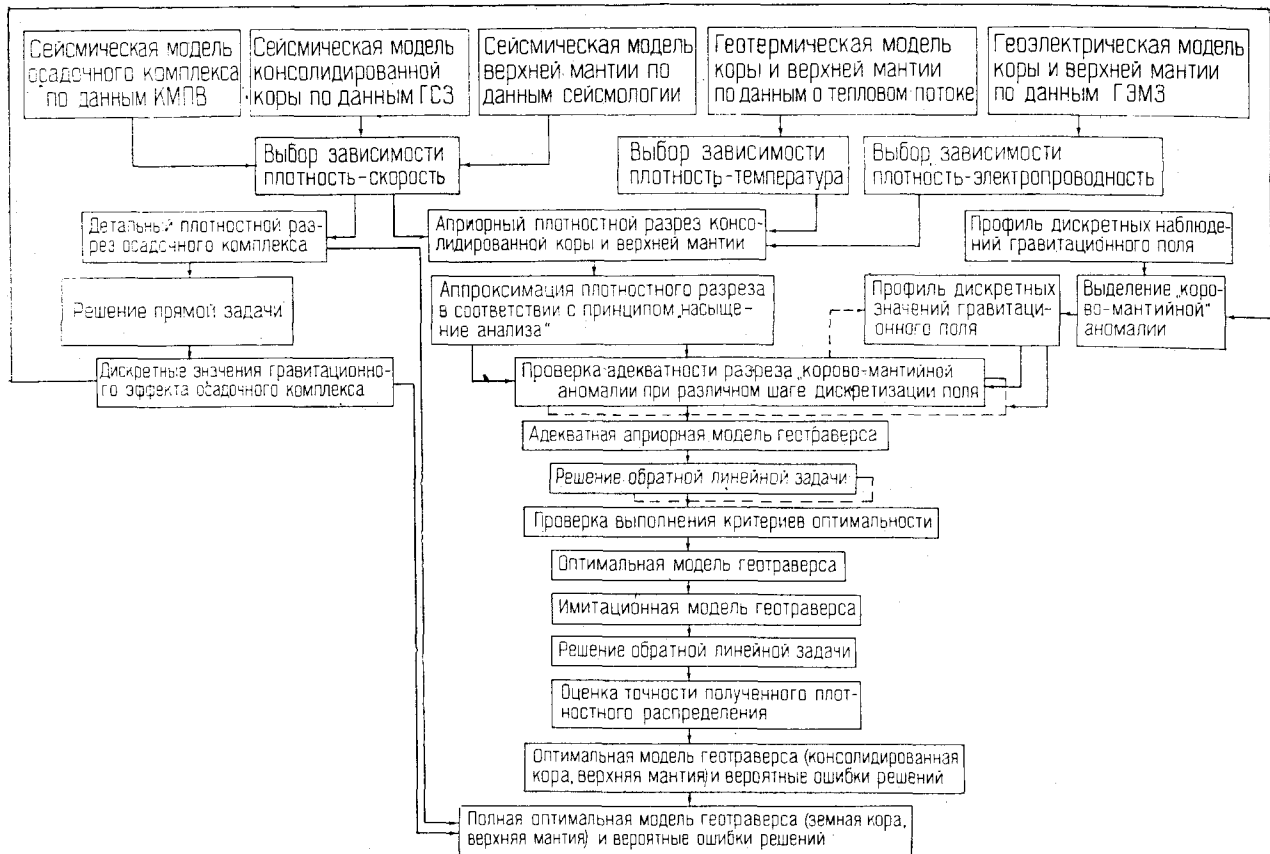 Сейсмическая модель
осадочного комплекса
по данным КМПВ
Сейсмическая модель
консолидированной
коры по данным ГСЗ
Сейсмическая модель
верхней мантии по
данным сейсмологии
Геотермическая модель
коры и верхней мантии
по данным о тепловом потоке
Геоэлектрическая модель
коры и верхней мантии
по данным ГЭМЗ
Выбор зависимости
плотность-скорость
Выбор зависимости
плотность-температура
Выбор зависимости
плотность-электропроводность
Детальный плотностной раз-
рез осадочного комплекса
Априорный плотностной разрез консо-
лидированной коры и верхней мантии
Профиль дискретных наблюде-
ний гравитационного поля
Решение прямой задачи
Аппроксимация плотностного разреза
в соответствии с принципом „насыще-
ние анализа“
Профиль дискретных
значений гравитаци-
онного поля
Выделение „коро-
во-мантийной“
аномалии
Дискретные значения гравитационно-
го эффекта осадочного комплекса
Проверка адекватности разреза „корово-мантийной
аномалии при различном шаге дискретизации поля
Адекватная априорная модель геотраверса
Решение обратной линейной задачи
Проверка выполнения критериев оптимальности
Оптимальная модель геотраверса
Имитационная модель геотраверса
Решение обратной линейной задачи
Оценка точности полученного плот-
ностного распределения
Оптимальная модель геотраверса (консолидированная
кора, верхняя мантия) и вероятные ошибки решений
Полная оптимальная модель геотраверса (земная кора,
верхняя мантия) и вероятные ошибки решений